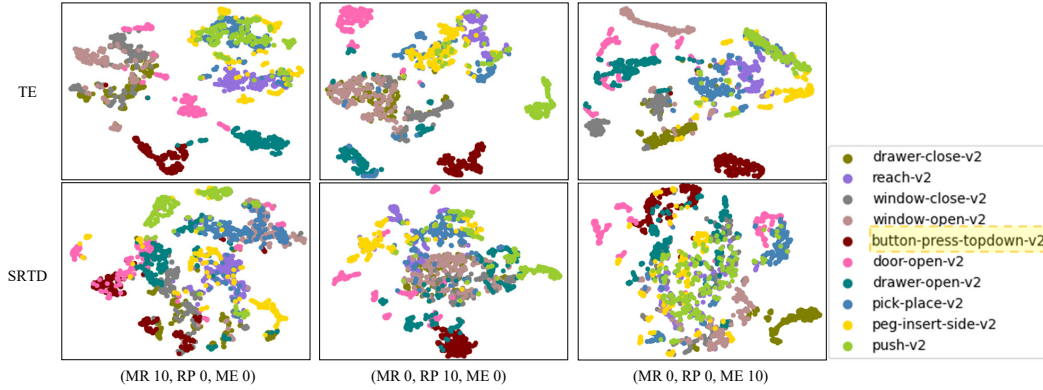 TE
SRTD
(MR 10, RP 0, ME 0)
(MR 0, RP 10, ME 0)
(MR 0, RP 0, ME 10)
drawer-close-v2
reach-v2
window-close-v2
window-open-v2
button-press-topdown-v2
door-open-v2
drawer-open-v2
pick-place-v2
peg-insert-side-v2
push-v2